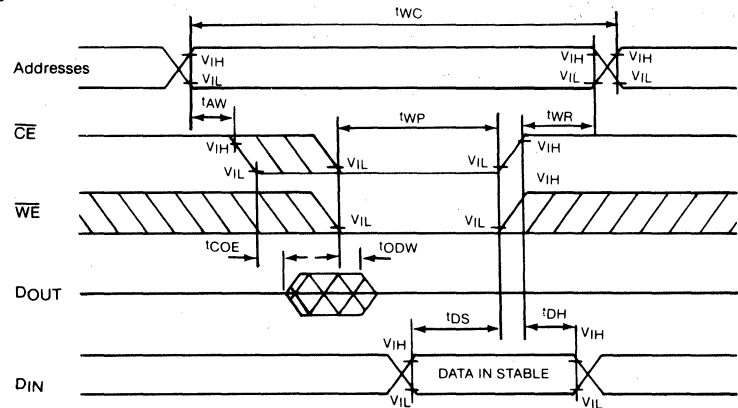 tWC
Addresses
VIH
VIL
VIH
VIL
VIH
VIL
tAW
tWP
tWR
CE
VIH
VIL
VIL
VIL
VIH
VIH
WE
VIL
VIL
tCOE
tODW
DOUT
tDS
tDH
VIH
VIH
DIN
DATA IN STABLE
VIL
VIL